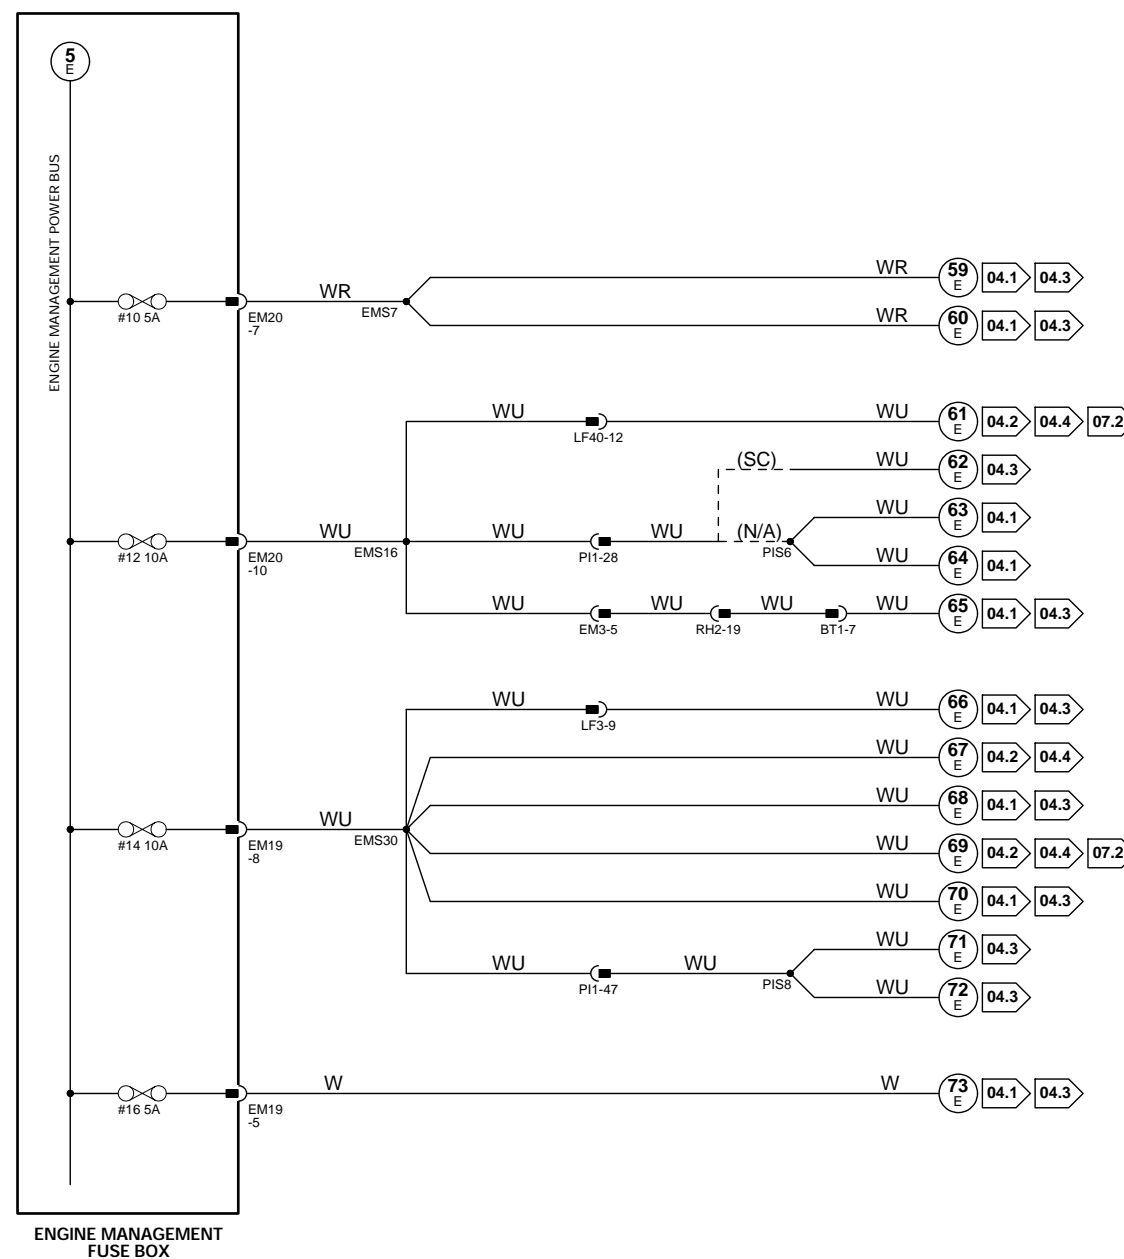 5
E
ENGINE MANAGEMENT POWER BUS
#10 5A
EM20
-7
WR
EMS7
WR
59
E
04.1
04.3
WR
60
E
04.1
04.3
#12 10A
EM20
-10
WU
EMS16
WU
LF40-12
WU
61
E
04.2
04.4
07.2
(SC)
WU
62
E
04.3
WU
PI1-28
WU
(N/A)
PIS6
WU
63
E
04.1
WU
64
E
04.1
WU
EM3-5
WU
RH2-19
WU
BT1-7
WU
65
E
04.1
04.3
#14 10A
EM19
-8
WU
EMS30
WU
LF3-9
WU
66
E
04.1
04.3
WU
67
E
04.2
04.4
WU
68
E
04.1
04.3
WU
69
E
04.2
04.4
07.2
WU
70
E
04.1
04.3
WU
PI1-47
WU
PIS8
WU
71
E
04.3
WU
72
E
04.3
#16 5A
EM19
-5
W
W
73
E
04.1
04.3
ENGINE MANAGEMENT
FUSE BOX